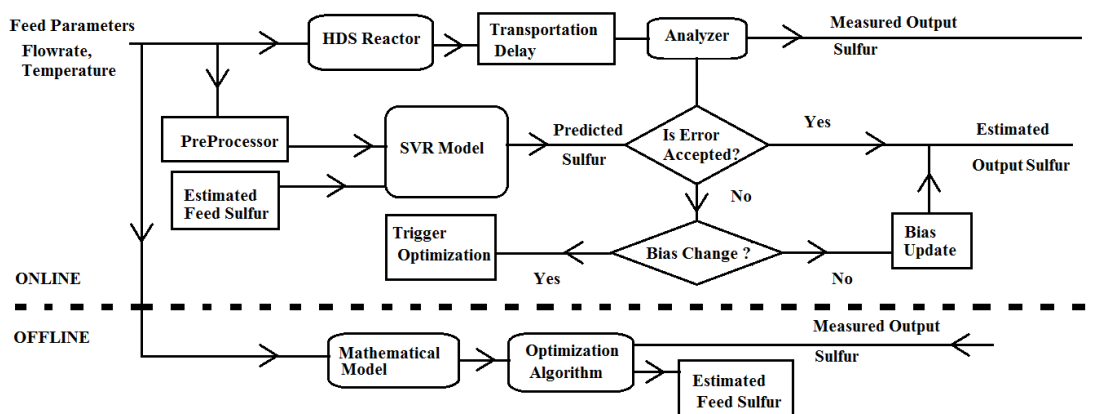 Feed Parameters
Flowrate,
Temperature
HDS Reactor
Transportation
Delay
Analyzer
Measured Output
Sulfur
PreProcessor
SVR Model
Predicted
Sulfur
Is Error
Accepted?
Yes
Estimated
Output Sulfur
Estimated
Feed Sulfur
No
Trigger
Optimization
Yes
Bias Change ?
No
Bias
Update
ONLINE
OFFLINE
Mathematical
Model
Optimization
Algorithm
Measured Output
Sulfur
Estimated
Feed Sulfur